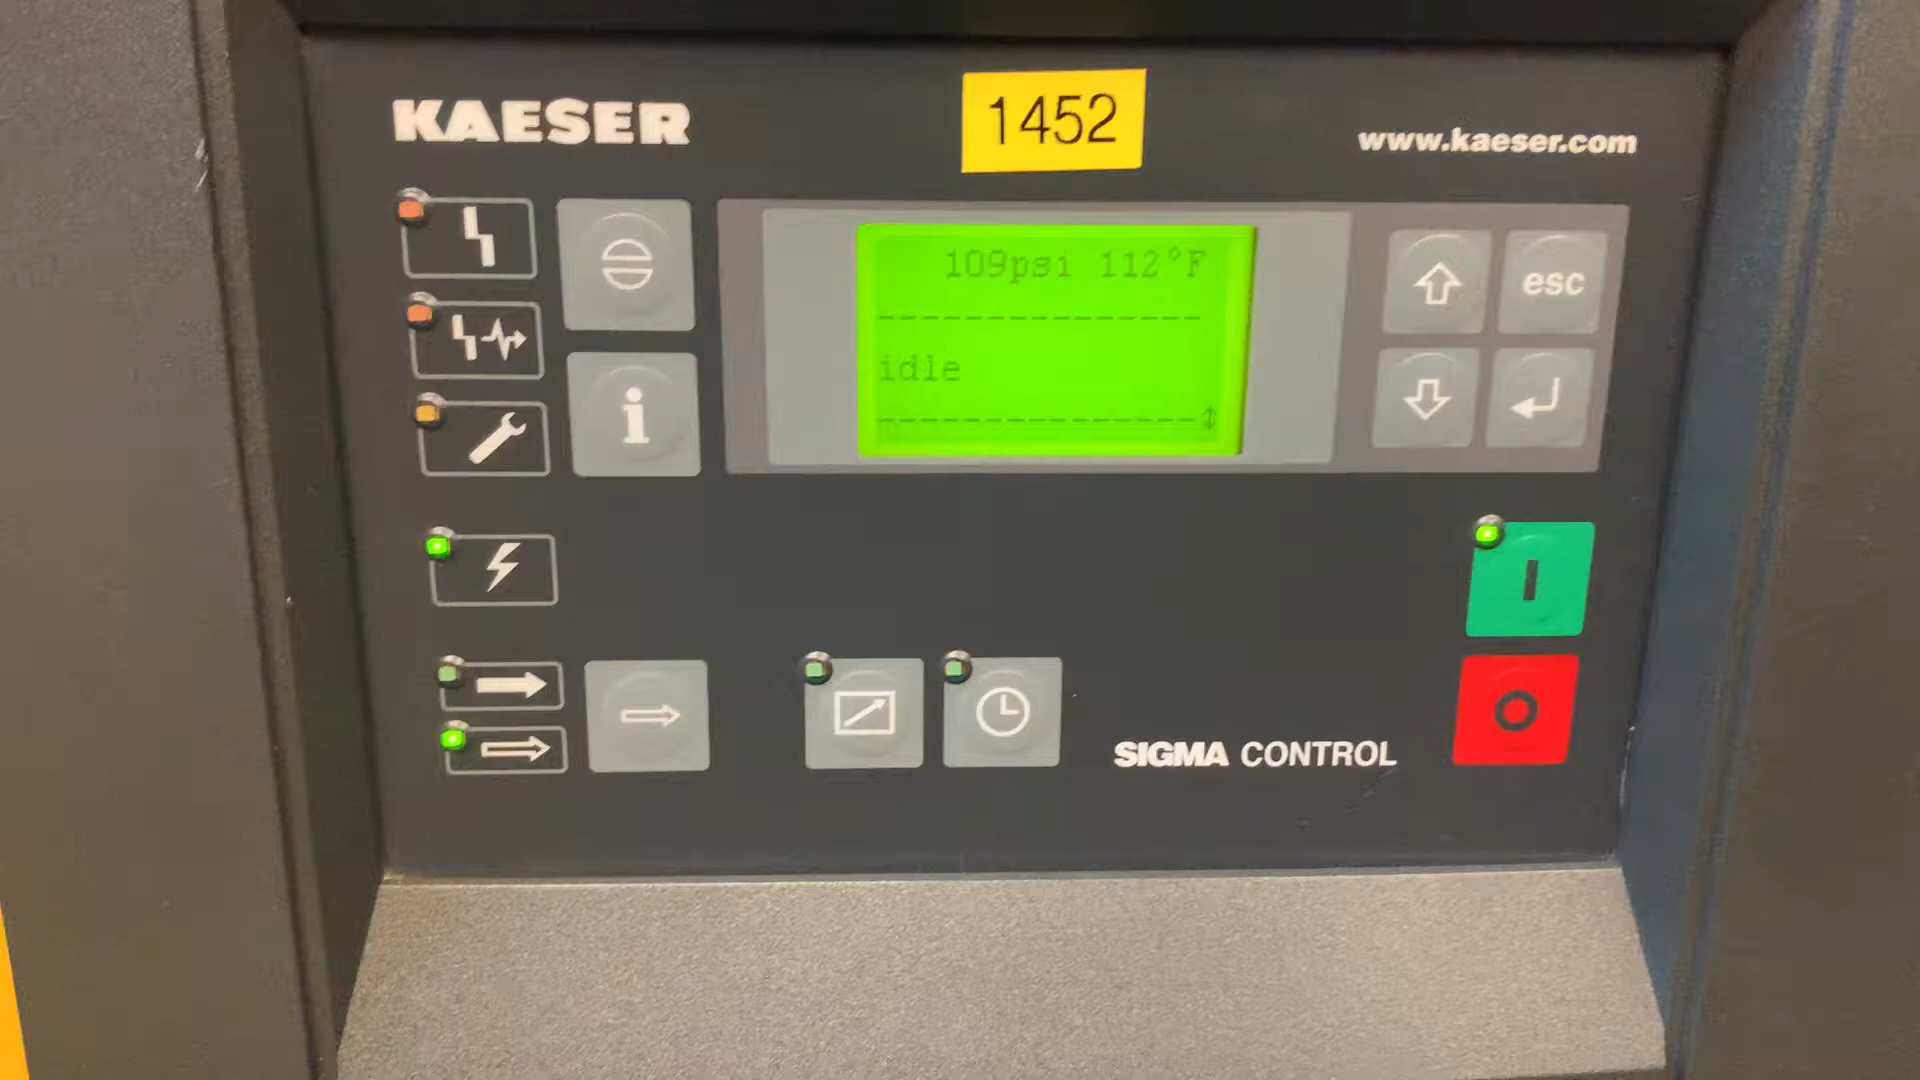 KAESER
1452
www.kaeser.com
109psi 112°F
idle
esc
i
I
O
SIGMA CONTROL